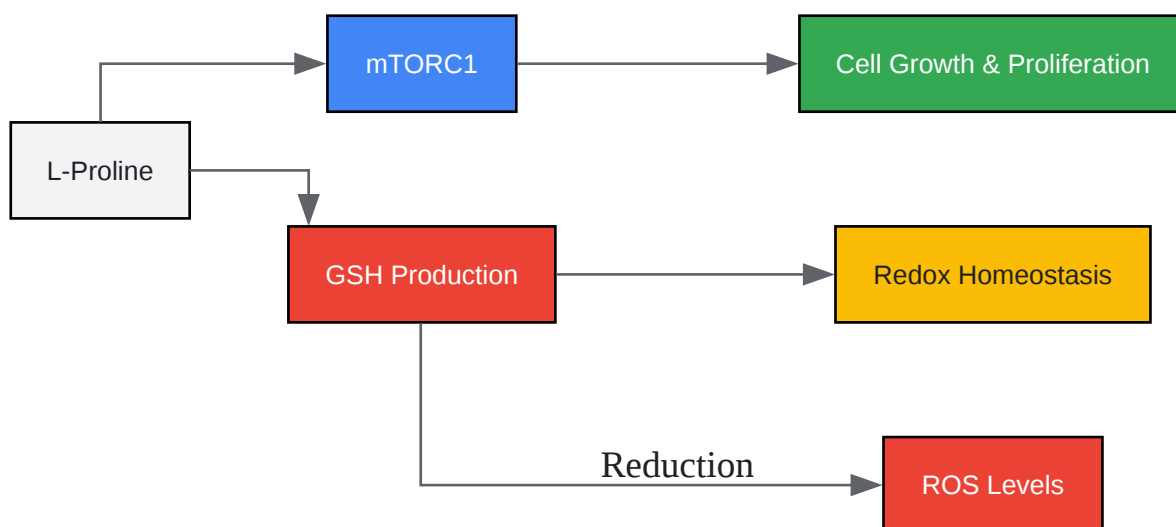 mTORC1
Cell Growth & Proliferation
L-Proline
GSH Production
Redox Homeostasis
Reduction
ROS Levels